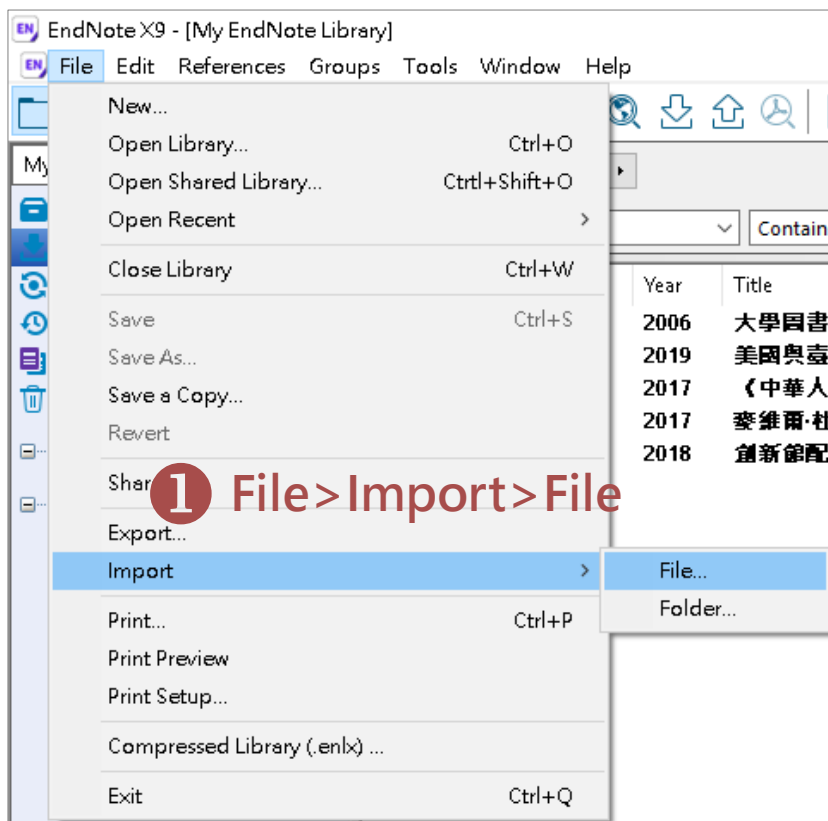 EndNote X9 - [My EndNote Library]
File Edit References Groups Tools Window Help
New...
Open Library... Ctrl+O
My
Open Shared Library... Ctrtl+Shift+O
Open Recent
Contain
Close Library Ctrl+W
Year Title
Save Ctrl+S
2006 大學圖書
Save As...
2019 美國與臺
Save a Copy...
2017 《中華人
Revert
2017 麥維爾·杜
2018 創新館配
Shar
1 File>Import>File
Export...
Import
File...
Folder...
Print... Ctrl+P
Print Preview
Print Setup...
Compressed Library (.enlx) ...
Exit Ctrl+Q